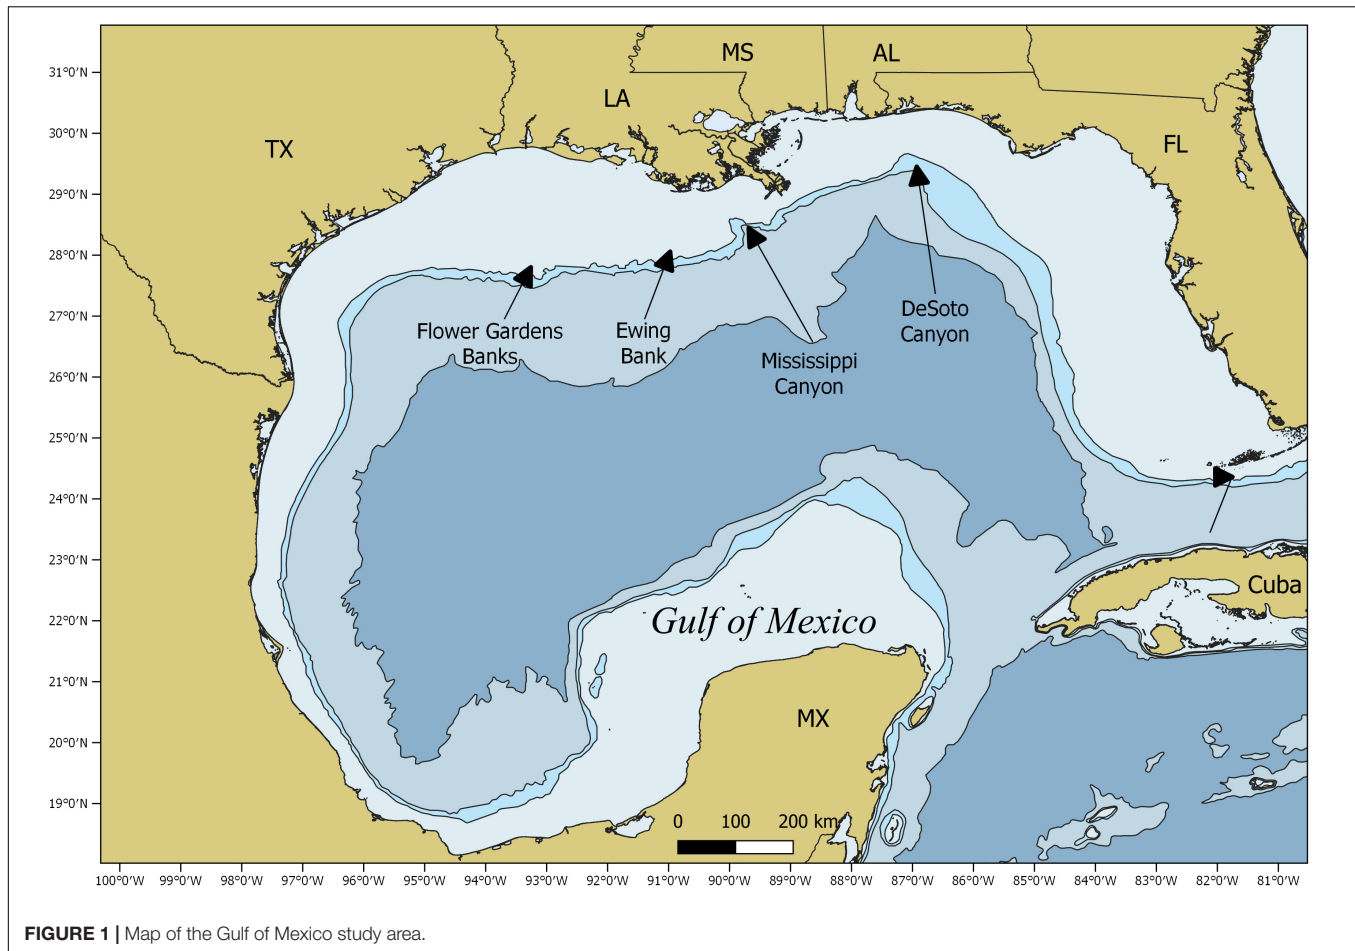 31°0'N
30°0'N
29°0'N
28°0'N
27°0'N
26°0'N
25°0'N
24°0'N
23°0'N
22°0'N
21°0'N
20°0'N
19°0'N
MS
AL
LA
TX
FL
Flower Gardens
Banks
Ewing
Bank
Mississippi
Canyon
DeSoto
Canyon
Cuba
Gulf of Mexico
MX
0 100 200 km
100°0'W 99°0'W 98°0'W 97°0'W 96°0'W 95°0'W 94°0'W 93°0'W 92°0'W 91°0'W 90°0'W 89°0'W 88°0'W 87°0'W 86°0'W 85°0'W 84°0'W 83°0'W 82°0'W 81°0'W
FIGURE 1 | Map of the Gulf of Mexico study area.